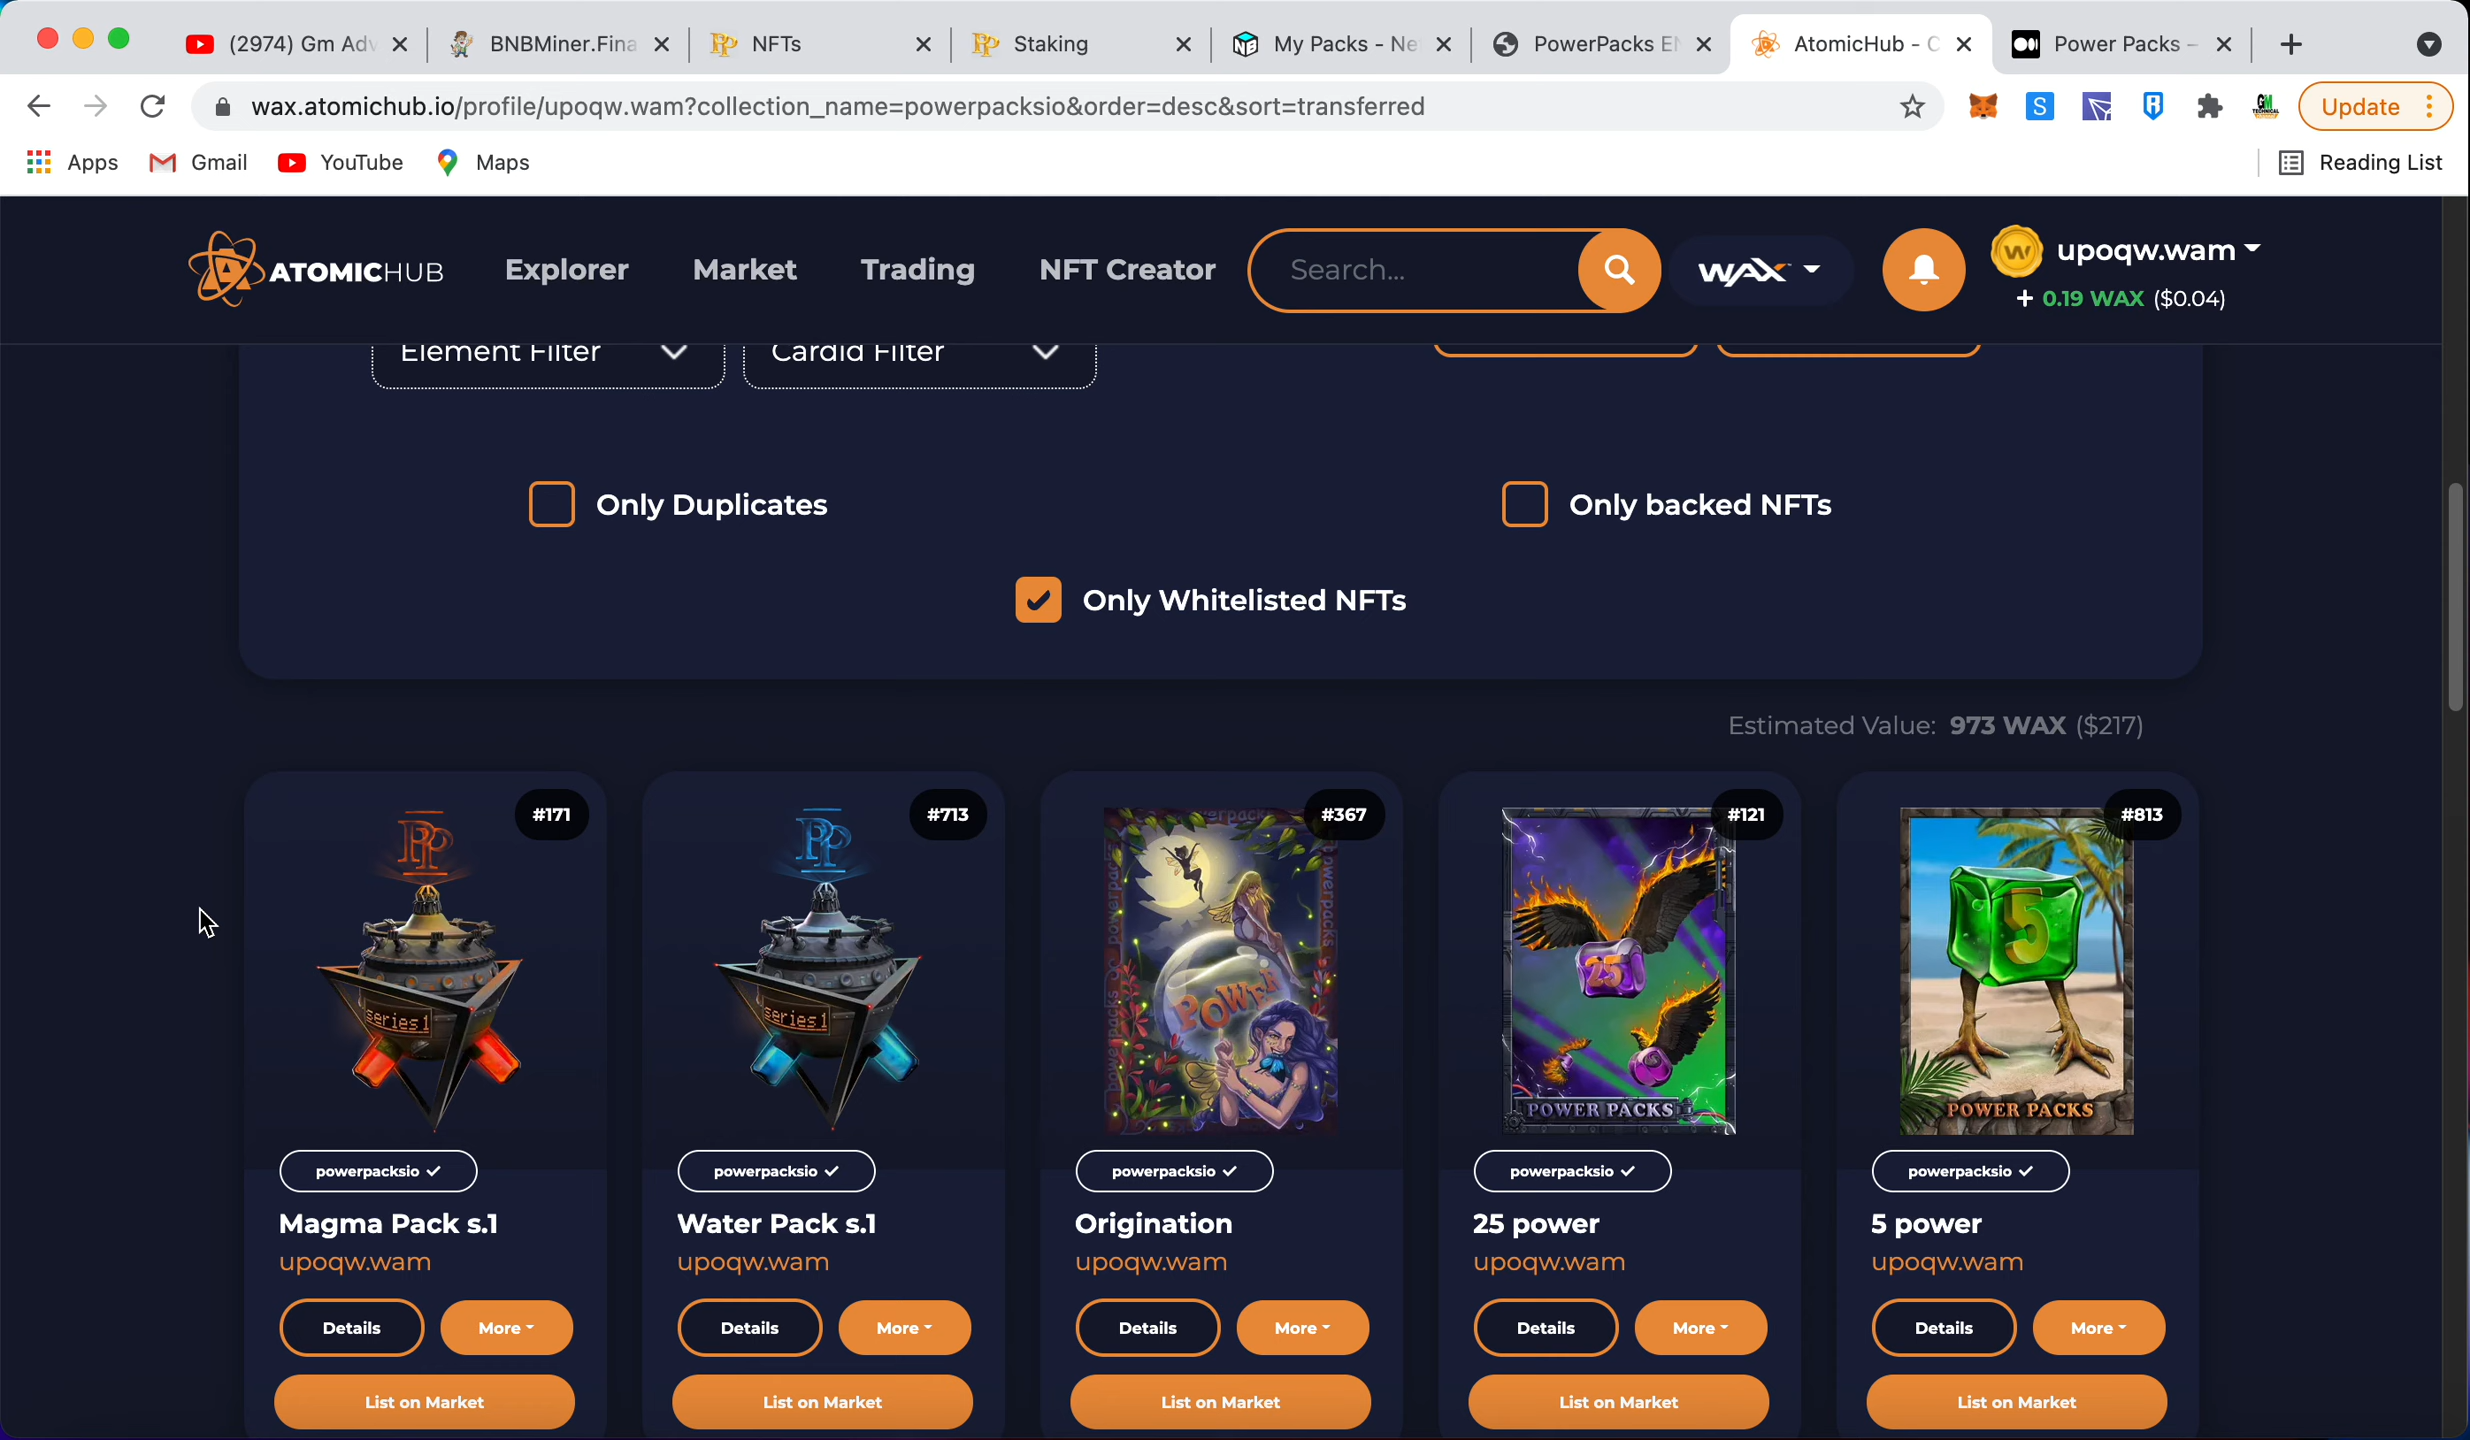 (2974) Gm Adv
BNBMiner.Fina
NFTs
Staking
My Packs - Ne
PowerPacks EN
AtomicHub - C
Power Packs –
wax.atomichub.io/profile/upoqw.wam?collection_name=powerpacksio&order=desc&sort=transferred
Update
Apps
Gmail
YouTube
Maps
Reading List
ATOMICHUB
Explorer
Market
Trading
NFT Creator
Search...
WAX
upoqw.wam
+ 0.19 WAX ($0.04)
Element Filter
Cardid Filter
Only Duplicates
Only backed NFTs
Only Whitelisted NFTs
Estimated Value: 973 WAX ($217)
#171
#713
#367
#121
#813
series1
series1
POWER
25
5
POWER PACKS
POWER PACKS
powerpacksio
powerpacksio
powerpacksio
powerpacksio
powerpacksio
Magma Pack s.1
Water Pack s.1
Origination
25 power
5 power
upoqw.wam
upoqw.wam
upoqw.wam
upoqw.wam
upoqw.wam
Details
More
Details
More
Details
More
Details
More
Details
More
List on Market
List on Market
List on Market
List on Market
List on Market